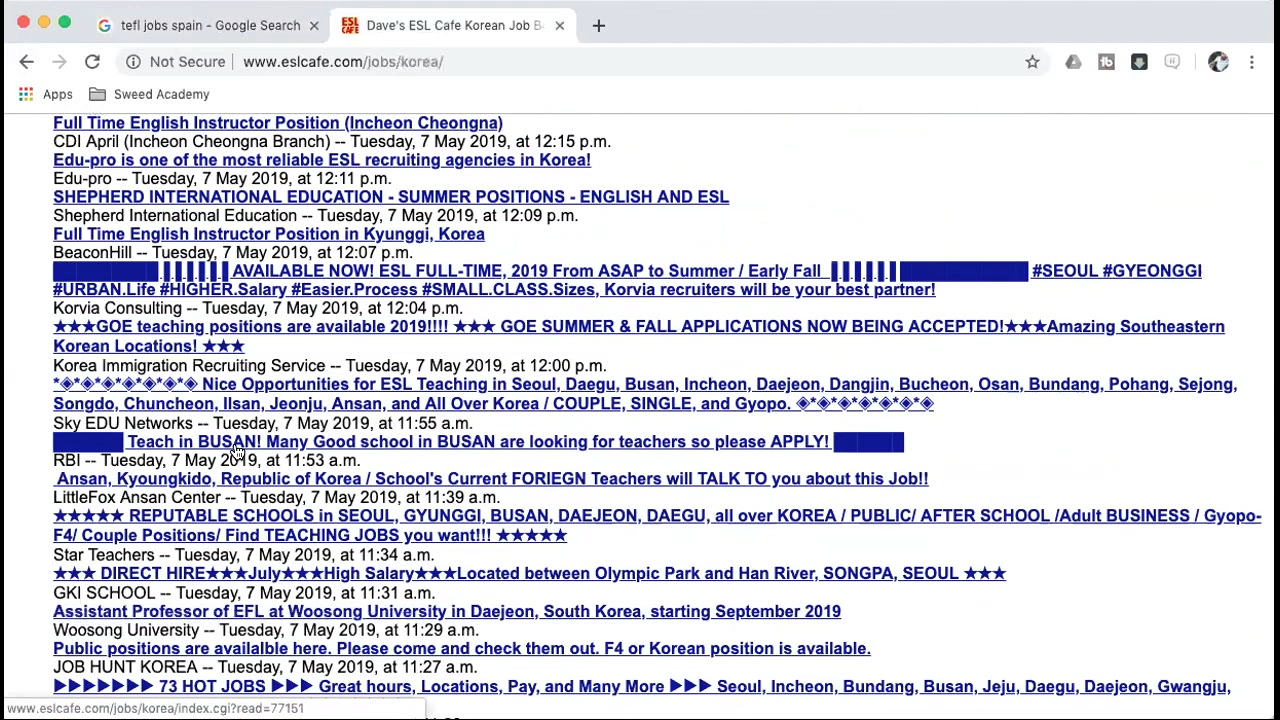 tefl jobs spain - Google Search
Dave's ESL Cafe Korean Job B
Not Secure
www.eslcafe.com/jobs/korea/
Apps
Sweed Academy
Full Time English Instructor Position (Incheon Cheongna)
CDI April (Incheon Cheongna Branch) -- Tuesday, 7 May 2019, at 12:15 p.m.
Edu-pro is one of the most reliable ESL recruiting agencies in Korea!
Edu-pro -- Tuesday, 7 May 2019, at 12:11 p.m.
SHEPHERD INTERNATIONAL EDUCATION - SUMMER POSITIONS - ENGLISH AND ESL
Shepherd International Education -- Tuesday, 7 May 2019, at 12:09 p.m.
Full Time English Instructor Position in Kyunggi, Korea
BeaconHill -- Tuesday, 7 May 2019, at 12:07 p.m.
██████████ ▌▌▌▌▌▌AVAILABLE NOW! ESL FULL-TIME, 2019 From ASAP to Summer / Early Fall ▐▐▐▐▐▐ ████████████ #SEOUL #GYEONGGI
#URBAN.Life #HIGHER.Salary #Easier.Process #SMALL.CLASS.Sizes, Korvia recruiters will be your best partner!
Korvia Consulting -- Tuesday, 7 May 2019, at 12:04 p.m.
★★★GOE teaching positions are available 2019!!!! ★★★ GOE SUMMER & FALL APPLICATIONS NOW BEING ACCEPTED!★★★Amazing Southeastern
Korean Locations! ★★★
Korea Immigration Recruiting Service -- Tuesday, 7 May 2019, at 12:00 p.m.
*◈*◈*◈*◈*◈*◈*◈ Nice Opportunities for ESL Teaching in Seoul, Daegu, Busan, Incheon, Daejeon, Dangjin, Bucheon, Osan, Bundang, Pohang, Sejong,
Songdo, Chuncheon, Ilsan, Jeonju, Ansan, and All Over Korea / COUPLE, SINGLE, and Gyopo. ◈*◈*◈*◈*◈*◈*◈
Sky EDU Networks -- Tuesday, 7 May 2019, at 11:55 a.m.
██████ Teach in BUSAN! Many Good school in BUSAN are looking for teachers so please APPLY! ██████
RBI -- Tuesday, 7 May 2019, at 11:53 a.m.
Ansan, Kyoungkido, Republic of Korea / School's Current FORIEGN Teachers will TALK TO you about this Job!!
LittleFox Ansan Center -- Tuesday, 7 May 2019, at 11:39 a.m.
★★★★★ REPUTABLE SCHOOLS in SEOUL, GYUNGGI, BUSAN, DAEJEON, DAEGU, all over KOREA / PUBLIC/ AFTER SCHOOL /Adult BUSINESS / Gyopo-
F4/ Couple Positions/ Find TEACHING JOBS you want!!! ★★★★★
Star Teachers -- Tuesday, 7 May 2019, at 11:34 a.m.
★★★ DIRECT HIRE★★★July★★★High Salary★★★Located between Olympic Park and Han River, SONGPA, SEOUL ★★★
GKI SCHOOL -- Tuesday, 7 May 2019, at 11:31 a.m.
Assistant Professor of EFL at Woosong University in Daejeon, South Korea, starting September 2019
Woosong University -- Tuesday, 7 May 2019, at 11:29 a.m.
Public positions are availalble here. Please come and check them out. F4 or Korean position is available.
JOB HUNT KOREA -- Tuesday, 7 May 2019, at 11:27 a.m.
▶▶▶▶▶▶▶ 73 HOT JOBS ▶▶▶ Great hours, Locations, Pay, and Many More ▶▶▶ Seoul, Incheon, Bundang, Busan, Jeju, Daegu, Daejeon, Gwangju,
www.eslcafe.com/jobs/korea/index.cgi?read=77151